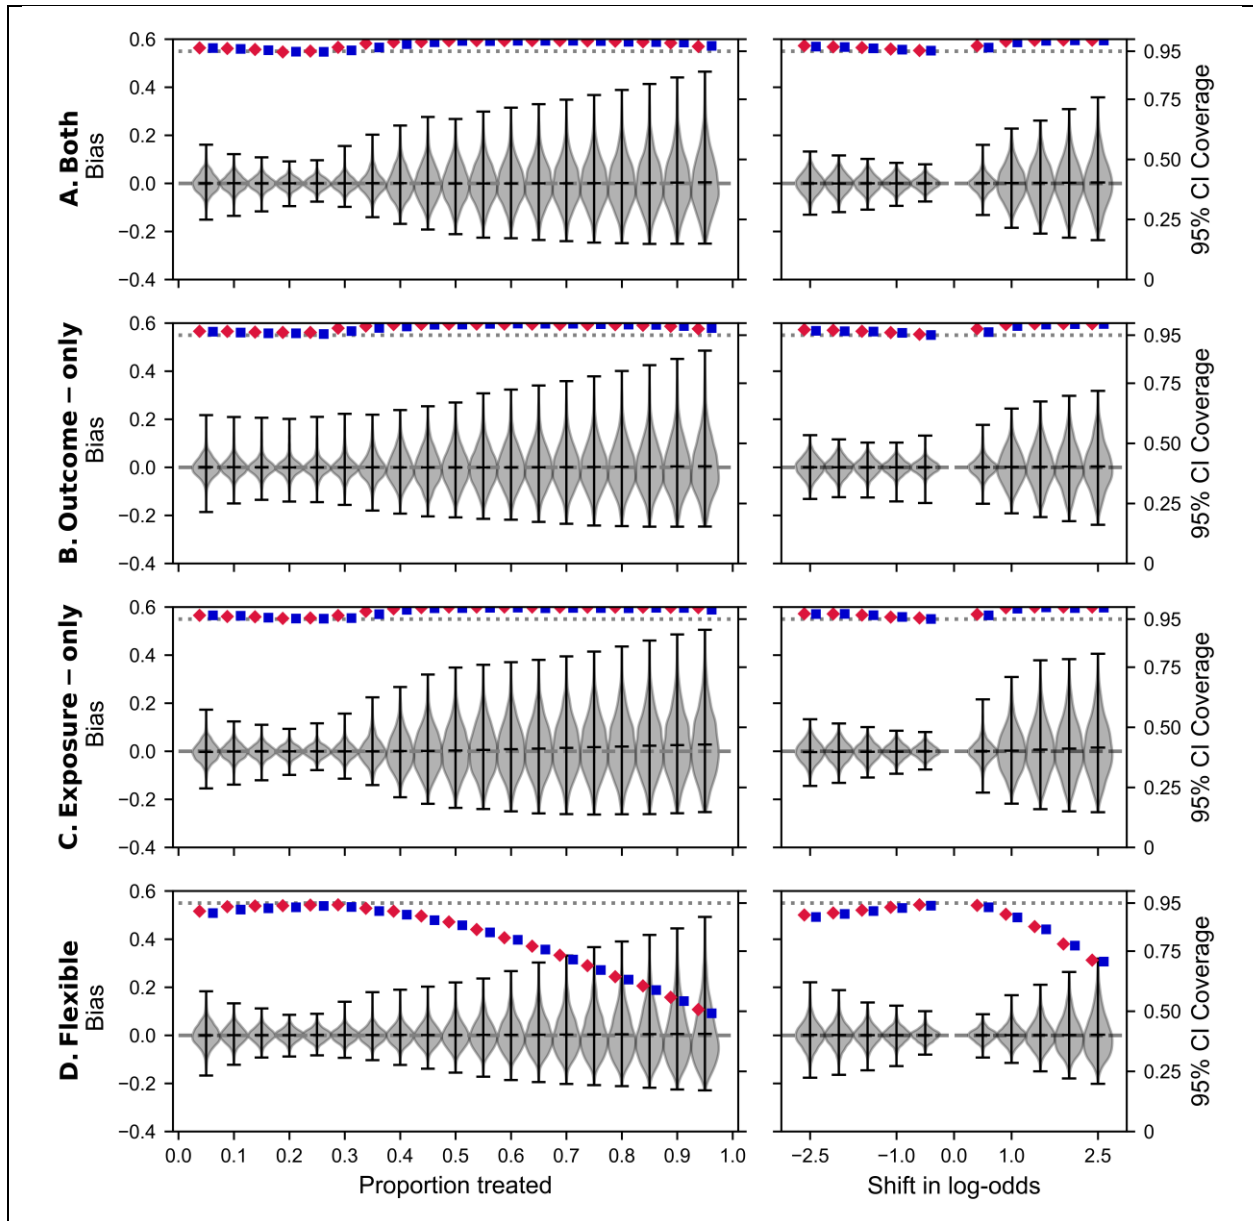 A. Both
Bias
0.6
0.4
0.2
0.0
−0.2
−0.4
0.95
0.75
0.50
0.25
0
95% CI Coverage
B. Outcome − only
Bias
0.6
0.4
0.2
0.0
−0.2
−0.4
0.95
0.75
0.50
0.25
0
95% CI Coverage
C. Exposure − only
Bias
0.6
0.4
0.2
0.0
−0.2
−0.4
0.95
0.75
0.50
0.25
0
95% CI Coverage
D. Flexible
Bias
0.6
0.4
0.2
0.0
−0.2
−0.4
0.95
0.75
0.50
0.25
0
95% CI Coverage
0.0 0.1 0.2 0.3 0.4 0.5 0.6 0.7 0.8 0.9 1.0
Proportion treated
−2.5 −1.0 0.0 1.0 2.5
Shift in log-odds